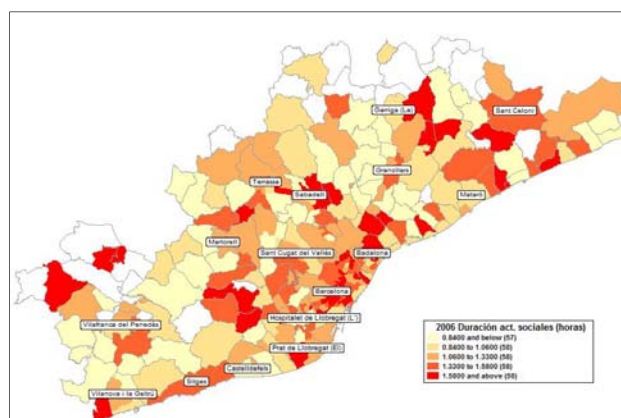 Garriga (La)
Sant Celoni
Granollers
Terrassa
Sabadell
Mataró
Martorell
Sant Cugat del Vallès
Badalona
Barcelona
Hospitalet de Llobregat (L')
Vilafranca del Penedès
Prat de Llobregat (El)
Castelldefels
Sitges
Vilanova i la Geltrú
2006 Duración act. sociales (horas)
0.8400 and below (57)
0.8400 to 1.0600 (58)
1.0600 to 1.3300 (58)
1.3300 to 1.5800 (58)
1.5800 and above (58)